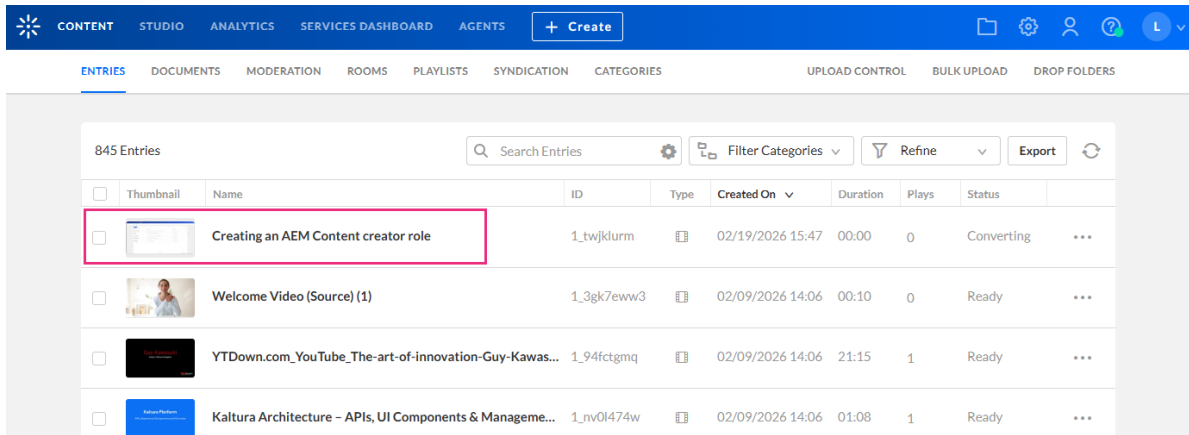 CONTENT STUDIO ANALYTICS SERVICES DASHBOARD AGENTS + Create L
ENTRIES DOCUMENTS MODERATION ROOMS PLAYLISTS SYNDICATION CATEGORIES UPLOAD CONTROL BULK UPLOAD DROP FOLDERS
845 Entries Search Entries Filter Categories Refine Export
Thumbnail Name ID Type Created On Duration Plays Status
Creating an AEM Content creator role 1_twjklurm 02/19/2026 15:47 00:00 0 Converting
Welcome Video (Source) (1) 1_3gk7eww3 02/09/2026 14:06 00:10 0 Ready
YTDown.com_YouTube_The-art-of-innovation-Guy-Kawas... 1_94fctgmq 02/09/2026 14:06 21:15 1 Ready
Kaltura Platform
Kaltura Architecture – APIs, UI Components & Manageme... 1_nv0l474w 02/09/2026 14:06 01:08 1 Ready